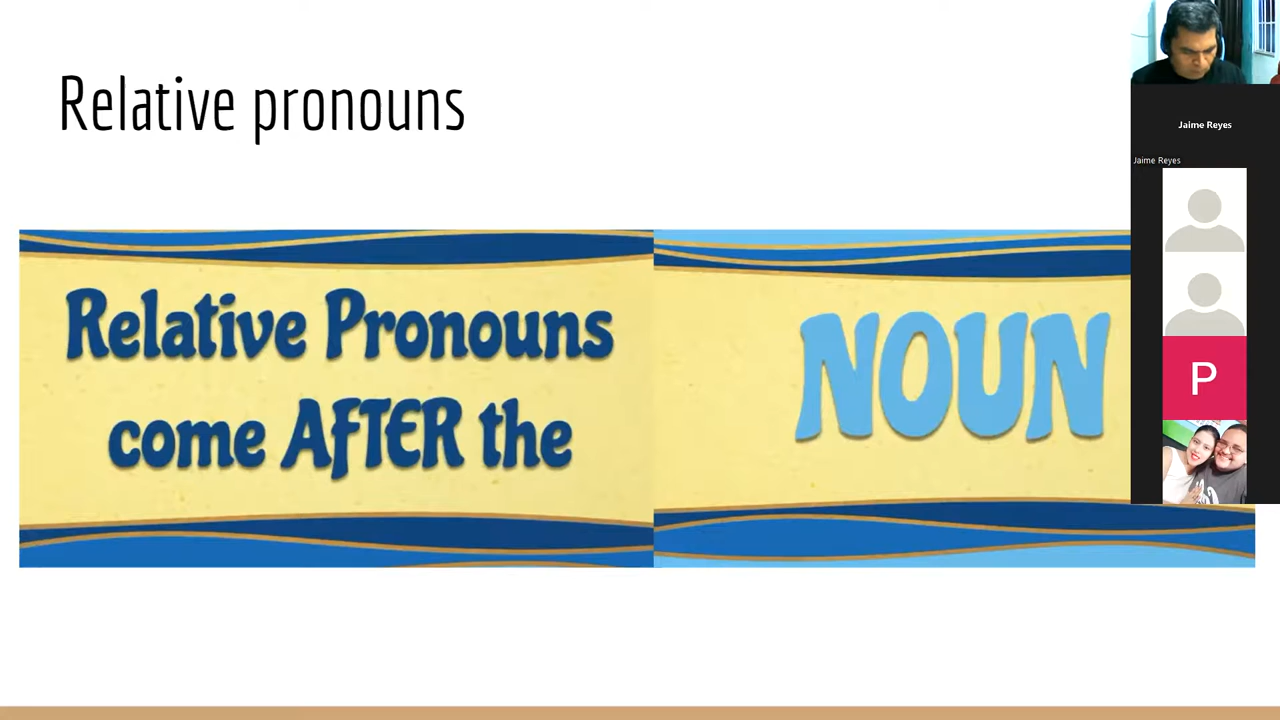 Relative pronouns
Relative Pronouns
come AFTER the
NOUN
Jaime Reyes
Jaime Reyes
P